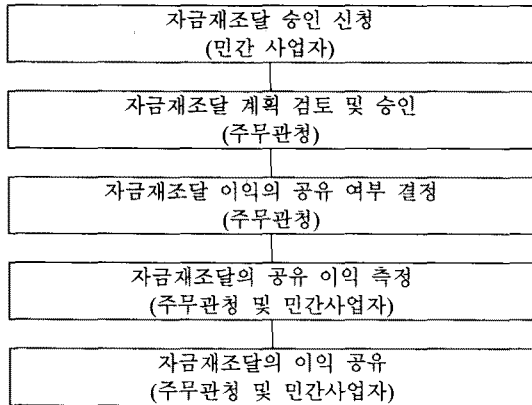 자금재조달 승인 신청
(민간 사업자)
자금재조달 계획 검토 및 승인
(주무관청)
자금재조달 이익의 공유 여부 결정
(주무관청)
자금재조달의 공유 이익 측정
(주무관청 및 민간사업자)
자금재조달의 이익 공유
(주무관청 및 민간사업자)